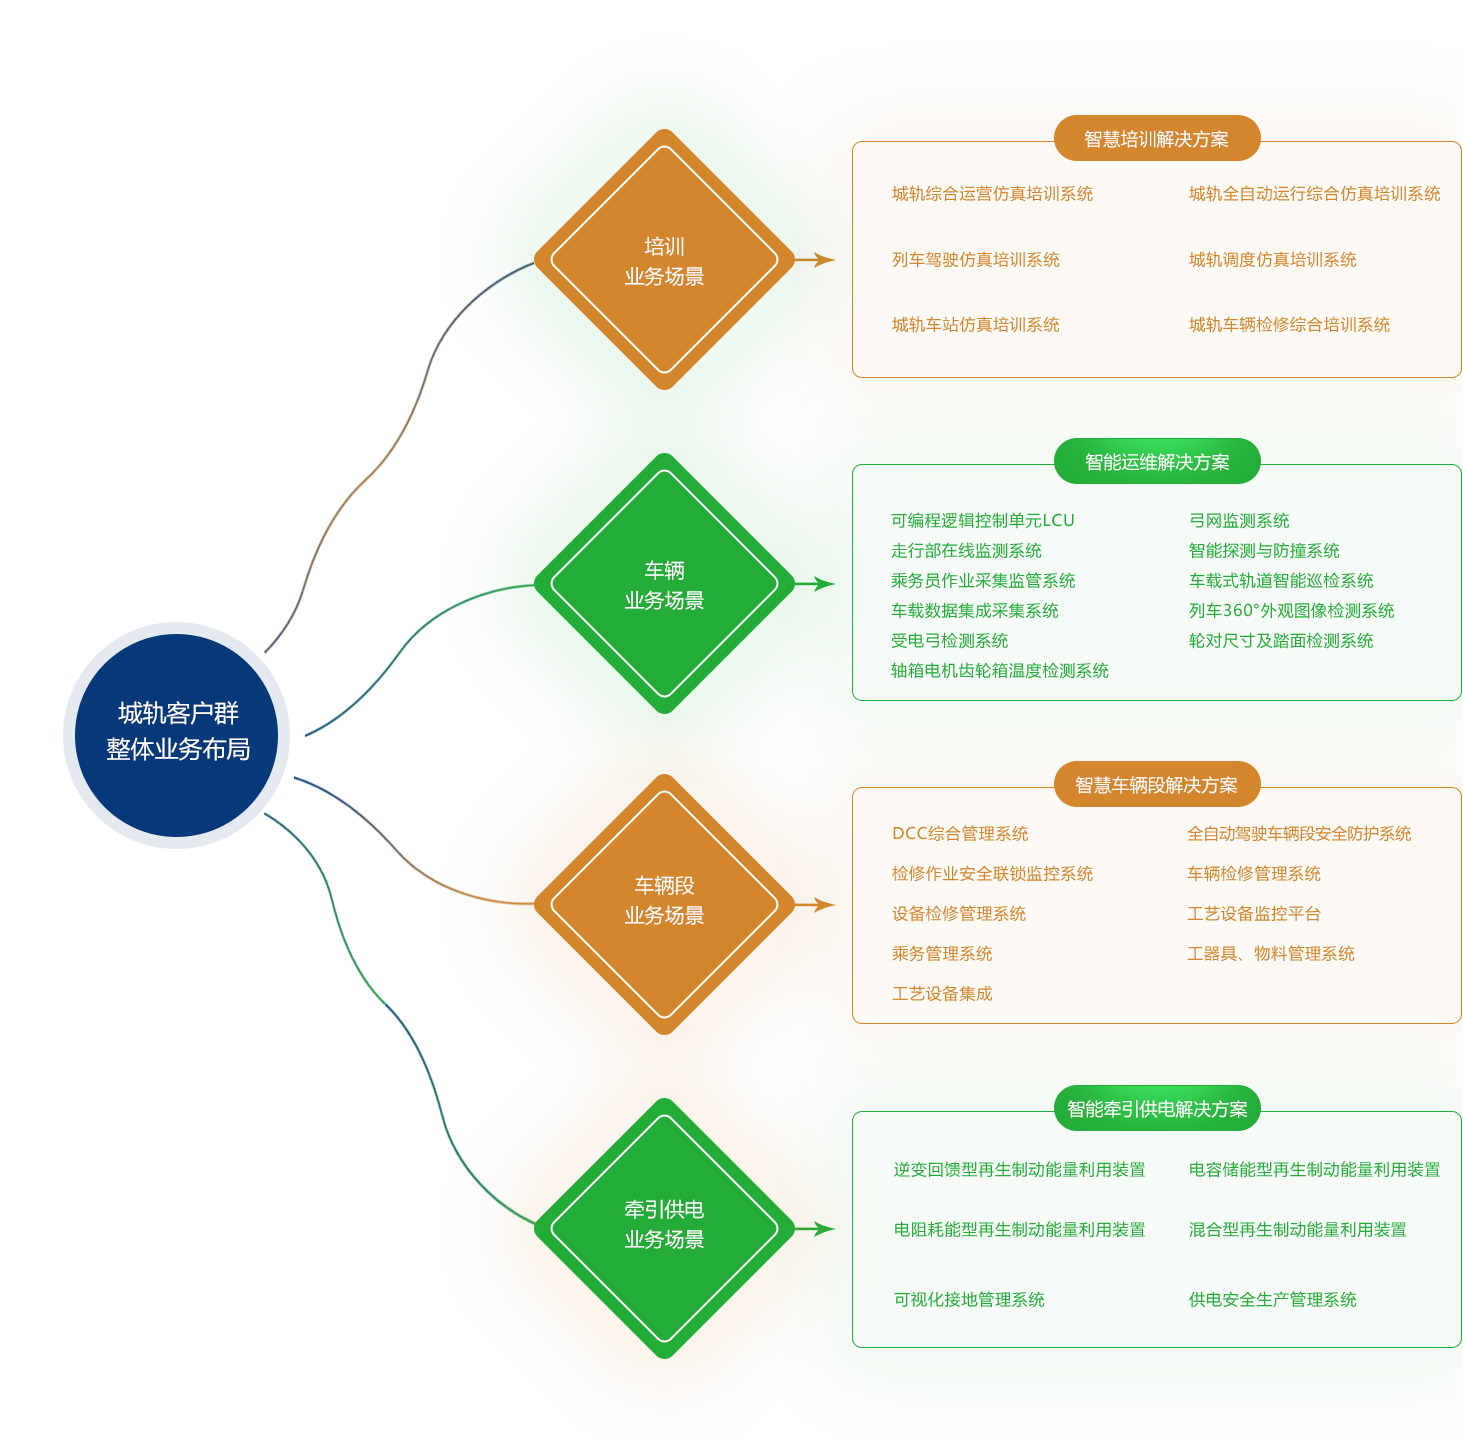 城轨客户群
整体业务布局
培训
业务场景
智慧培训解决方案
城轨综合运营仿真培训系统
城轨全自动运行综合仿真培训系统
列车驾驶仿真培训系统
城轨调度仿真培训系统
城轨车站仿真培训系统
城轨车辆检修综合培训系统
车辆
业务场景
智能运维解决方案
可编程逻辑控制单元LCU
弓网监测系统
走行部在线监测系统
智能探测与防撞系统
乘务员作业采集监管系统
车载式轨道智能巡检系统
车载数据集成采集系统
列车360°外观图像检测系统
受电弓检测系统
轮对尺寸及踏面检测系统
轴箱电机齿轮箱温度检测系统
车辆段
业务场景
智慧车辆段解决方案
DCC综合管理系统
全自动驾驶车辆段安全防护系统
检修作业安全联锁监控系统
车辆检修管理系统
设备检修管理系统
工艺设备监控平台
乘务管理系统
工器具、物料管理系统
工艺设备集成
牵引供电
业务场景
智能牵引供电解决方案
逆变回馈型再生制动能量利用装置
电容储能型再生制动能量利用装置
电阻耗能型再生制动能量利用装置
混合型再生制动能量利用装置
可视化接地管理系统
供电安全生产管理系统